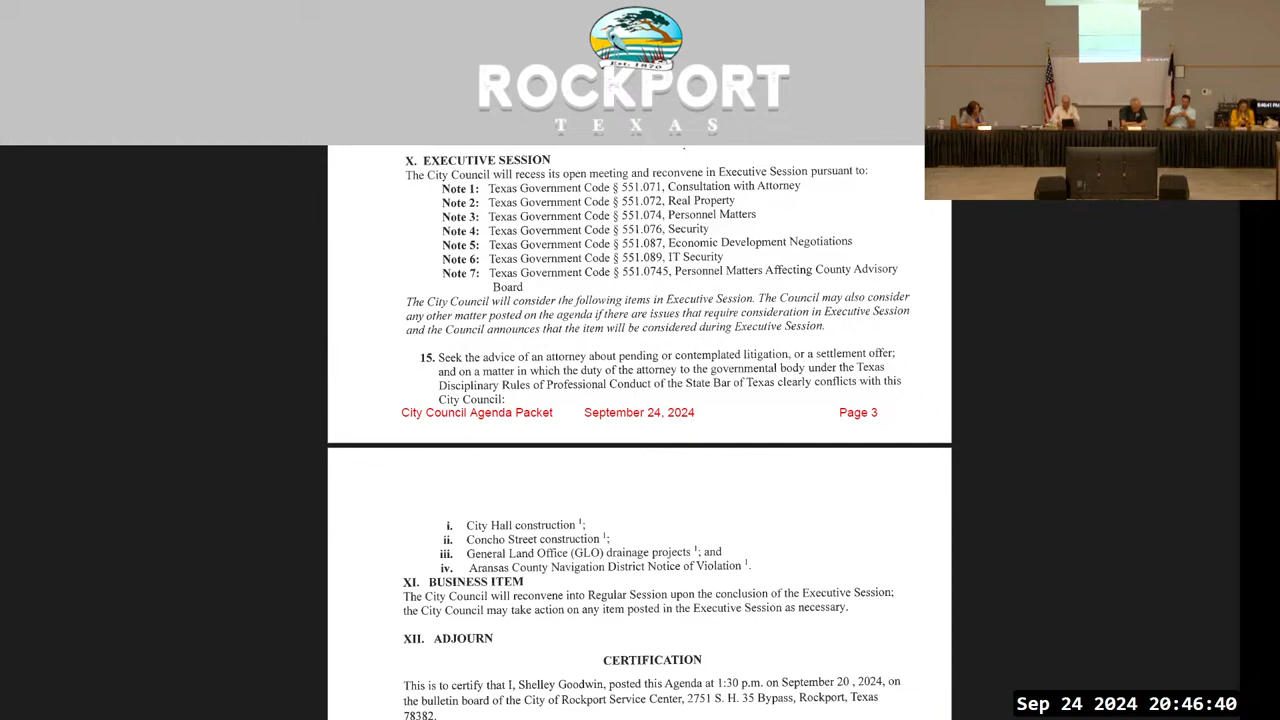 Est. 1870
ROCKPORT
TEXAS
X. EXECUTIVE SESSION
The City Council will recess its open meeting and reconvene in Executive Session pursuant to:
Note 1: Texas Government Code § 551.071, Consultation with Attorney
Note 2: Texas Government Code § 551.072, Real Property
Note 3: Texas Government Code § 551.074, Personnel Matters
Note 4: Texas Government Code § 551.076, Security
Note 5: Texas Government Code § 551.087, Economic Development Negotiations
Note 6: Texas Government Code § 551.089, IT Security
Note 7: Texas Government Code § 551.0745, Personnel Matters Affecting County Advisory
Board
The City Council will consider the following items in Executive Session. The Council may also consider
any other matter posted on the agenda if there are issues that require consideration in Executive Session
and the Council announces that the item will be considered during Executive Session.
15. Seek the advice of an attorney about pending or contemplated litigation, or a settlement offer;
and on a matter in which the duty of the attorney to the governmental body under the Texas
Disciplinary Rules of Professional Conduct of the State Bar of Texas clearly conflicts with this
City Council:
City Council Agenda Packet September 24, 2024 Page 3
i. City Hall construction ¹;
ii. Concho Street construction ¹;
iii. General Land Office (GLO) drainage projects ¹; and
iv. Aransas County Navigation District Notice of Violation ¹.
XI. BUSINESS ITEM
The City Council will reconvene into Regular Session upon the conclusion of the Executive Session;
the City Council may take action on any item posted in the Executive Session as necessary.
XII. ADJOURN
CERTIFICATION
This is to certify that I, Shelley Goodwin, posted this Agenda at 1:30 p.m. on September 20 , 2024, on
the bulletin board of the City of Rockport Service Center, 2751 S. H. 35 Bypass, Rockport, Texas
78382.
Sep 24 2024 20:46:40